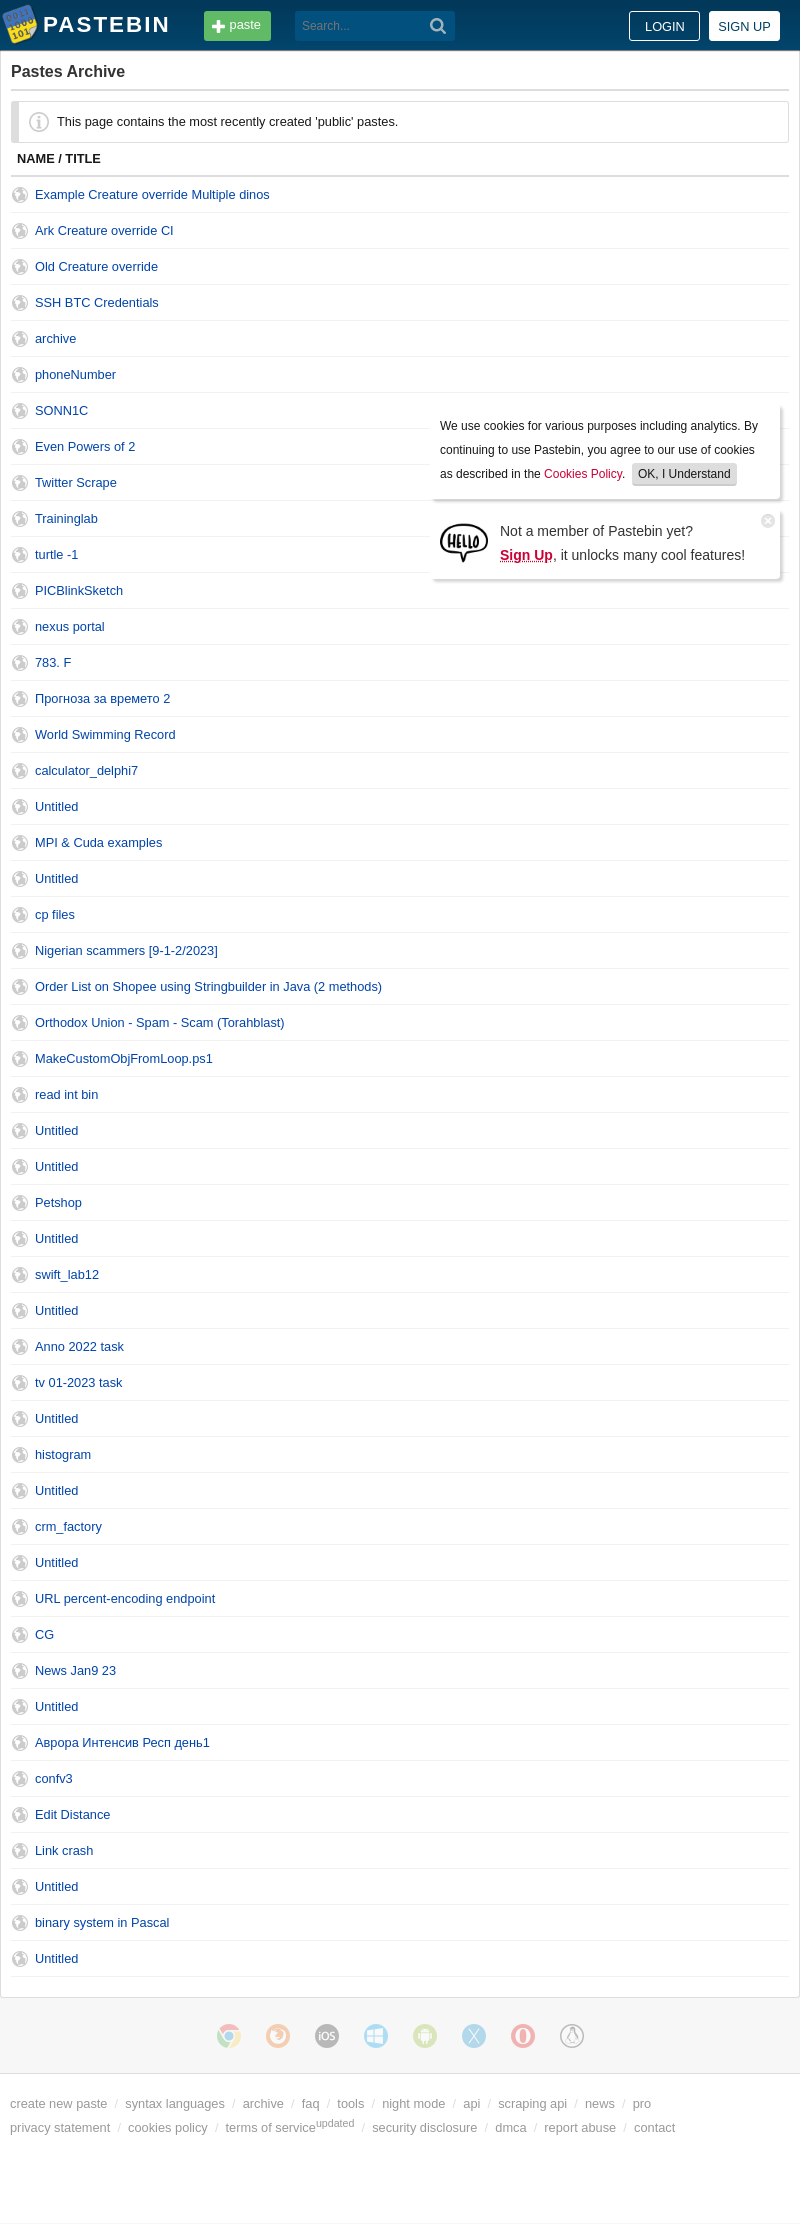 PASTEBIN
paste
Search...
LOGIN
SIGN UP
Pastes Archive
This page contains the most recently created 'public' pastes.
NAME / TITLE
Example Creature override Multiple dinos
Ark Creature override CI
Old Creature override
SSH BTC Credentials
archive
phoneNumber
SONN1C
Even Powers of 2
Twitter Scrape
Traininglab
turtle -1
PICBlinkSketch
We use cookies for various purposes including analytics. By
continuing to use Pastebin, you agree to our use of cookies
as described in the Cookies Policy. OK, I Understand
HELLO
Not a member of Pastebin yet?
Sign Up, it unlocks many cool features!
nexus portal
783. F
Прогноза за времето 2
World Swimming Record
calculator_delphi7
Untitled
MPI & Cuda examples
Untitled
cp files
Nigerian scammers [9-1-2/2023]
Order List on Shopee using Stringbuilder in Java (2 methods)
Orthodox Union - Spam - Scam (Torahblast)
MakeCustomObjFromLoop.ps1
read int bin
Untitled
Untitled
Petshop
Untitled
swift_lab12
Untitled
Anno 2022 task
tv 01-2023 task
Untitled
histogram
Untitled
crm_factory
Untitled
URL percent-encoding endpoint
CG
News Jan9 23
Untitled
Аврора Интенсив Респ день1
confv3
Edit Distance
Link crash
Untitled
binary system in Pascal
Untitled
iOS
create new paste / syntax languages / archive / faq / tools / night mode / api / scraping api / news / pro
privacy statement / cookies policy / terms of service updated / security disclosure / dmca / report abuse / contact